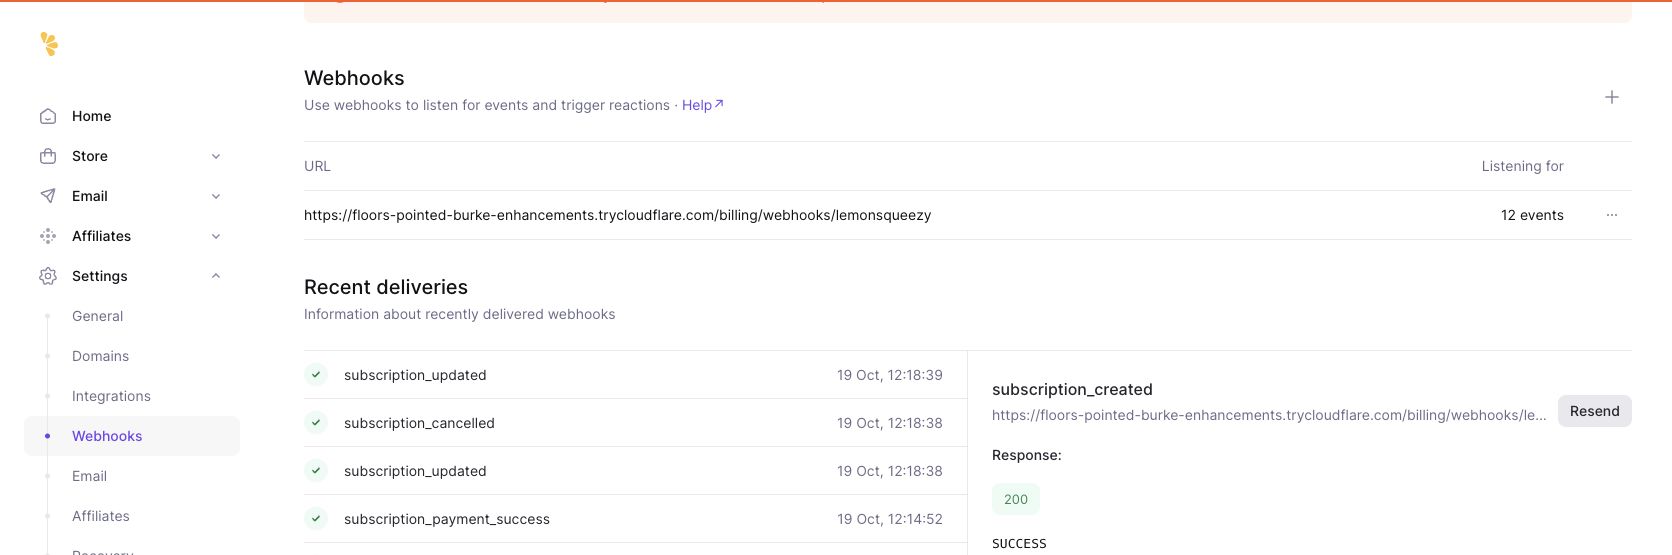 Home
Store
Email
Affiliates
Settings
General
Domains
Integrations
Webhooks
Email
Affiliates
Recovery
Webhooks
Use webhooks to listen for events and trigger reactions · Help↗
URL Listening for
https://floors-pointed-burke-enhancements.trycloudflare.com/billing/webhooks/lemonsqueezy 12 events ...
Recent deliveries
Information about recently delivered webhooks
subscription_updated 19 Oct, 12:18:39
subscription_cancelled 19 Oct, 12:18:38
subscription_updated 19 Oct, 12:18:38
subscription_payment_success 19 Oct, 12:14:52
subscription_created
https://floors-pointed-burke-enhancements.trycloudflare.com/billing/webhooks/le...
Resend
Response:
200
SUCCESS